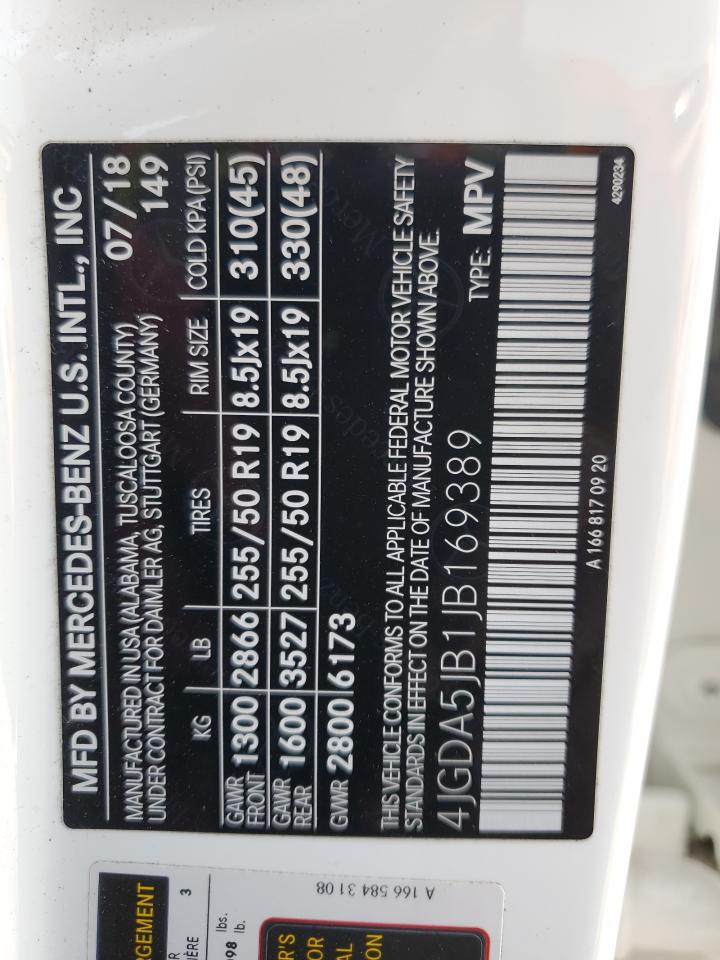 MFD BY MERCEDES-BENZ U.S. INTL., INC
MANUFACTURED IN USA (ALABAMA, TUSCALOOSA COUNTY) 07/18
UNDER CONTRACT FOR DAIMLER AG, STUTTGART (GERMANY) 149
KG LB TIRES RIM SIZE COLD KPA(PSI)
GAWR FRONT 1300 2866 255/50 R19 8.5Jx19 310(45)
GAWR REAR 1600 3527 255/50 R19 8.5Jx19 330(48)
GVWR 2800 6173
THIS VEHICLE CONFORMS TO ALL APPLICABLE FEDERAL MOTOR VEHICLE SAFETY
STANDARDS IN EFFECT ON THE DATE OF MANUFACTURE SHOWN ABOVE.
4JGDA5JB1JB169389 TYPE: MPV
A 166 817 09 20 4290234
A 166 584 31 08
RGEMENT
3
lbs.
lb.